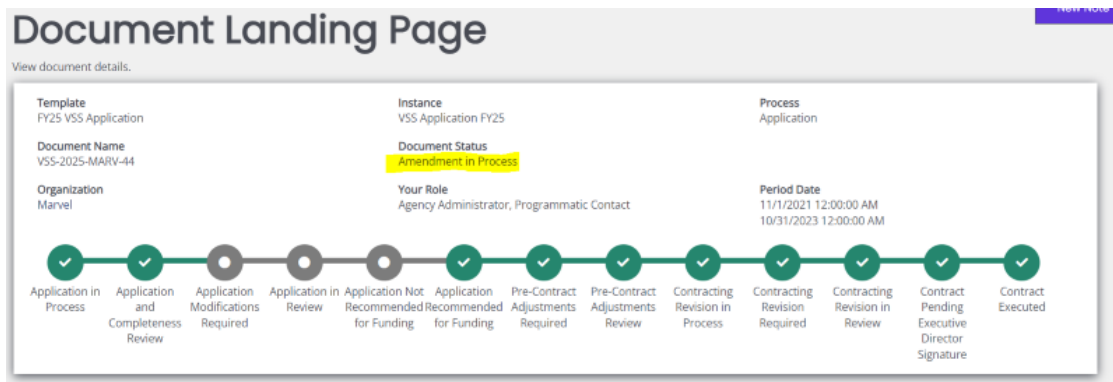 New Note
Document Landing Page
View document details.
Template
FY25 VSS Application
Instance
VSS Application FY25
Process
Application
Document Name
VSS-2025-MARV-44
Document Status
Amendment in Process
Organization
Marvel
Your Role
Agency Administrator, Programmatic Contact
Period Date
11/1/2021 12:00:00 AM
10/31/2023 12:00:00 AM
Application in
Process
Application
and
Completeness
Review
Application
Modifications
Required
Application in
Review
Application Not
Recommended
for Funding
Application
Recommended
for Funding
Pre-Contract
Adjustments
Required
Pre-Contract
Adjustments
Review
Contracting
Revision in
Process
Contracting
Revision
Required
Contracting
Revision in
Review
Contract
Pending
Executive
Director
Signature
Contract
Executed